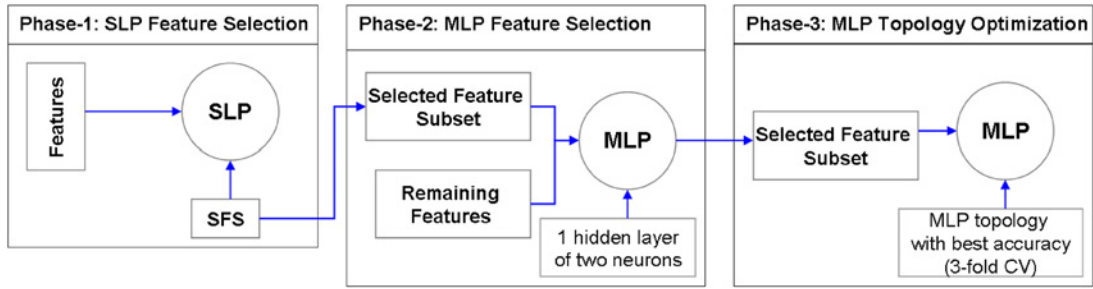 Phase-1: SLP Feature Selection
Features
SLP
SFS
Phase-2: MLP Feature Selection
Selected Feature
Subset
Remaining
Features
MLP
1 hidden layer
of two neurons
Phase-3: MLP Topology Optimization
Selected Feature
Subset
MLP
MLP topology
with best accuracy
(3-fold CV)